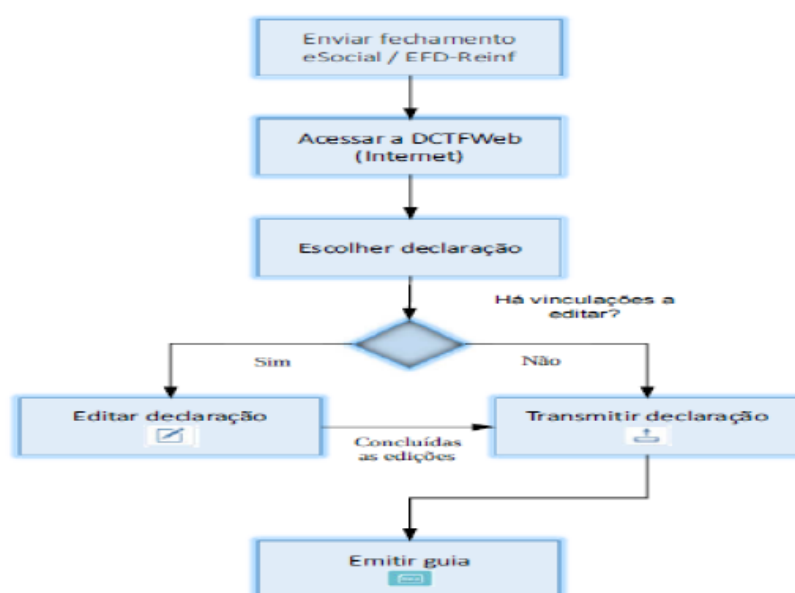 Enviar fechamento
eSocial / EFD-Reinf
Acessar a DCTFWeb
(Internet)
Escolher declaração
Há vinculações a
editar?
Sim
Não
Editar declaração
Transmitir declaração
Concluídas
as edições
Emitir guia